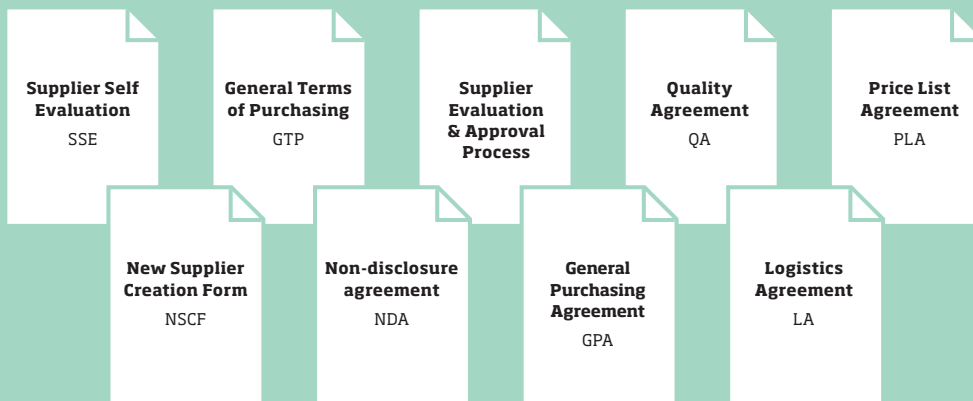 Supplier Self
Evaluation
SSE
General Terms
of Purchasing
GTP
Supplier
Evaluation
& Approval
Process
Quality
Agreement
QA
Price List
Agreement
PLA
New Supplier
Creation Form
NSCF
Non-disclosure
agreement
NDA
General
Purchasing
Agreement
GPA
Logistics
Agreement
LA